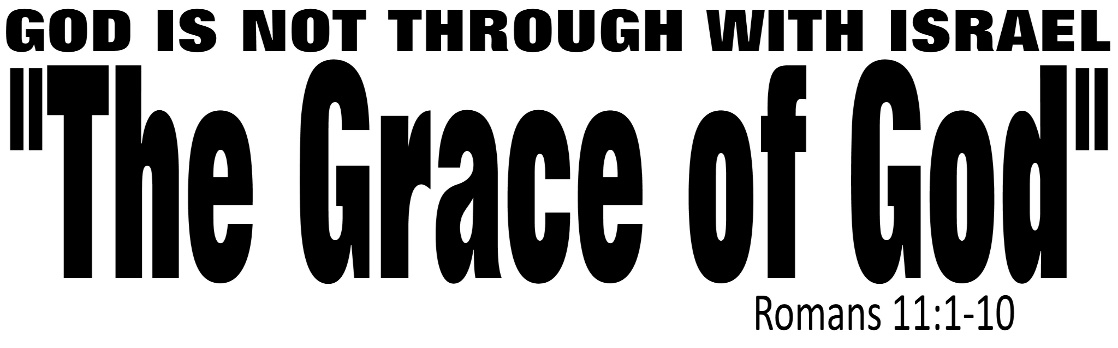 GOD IS NOT THROUGH WITH ISRAEL
"The Grace of God"
Romans 11:1-10